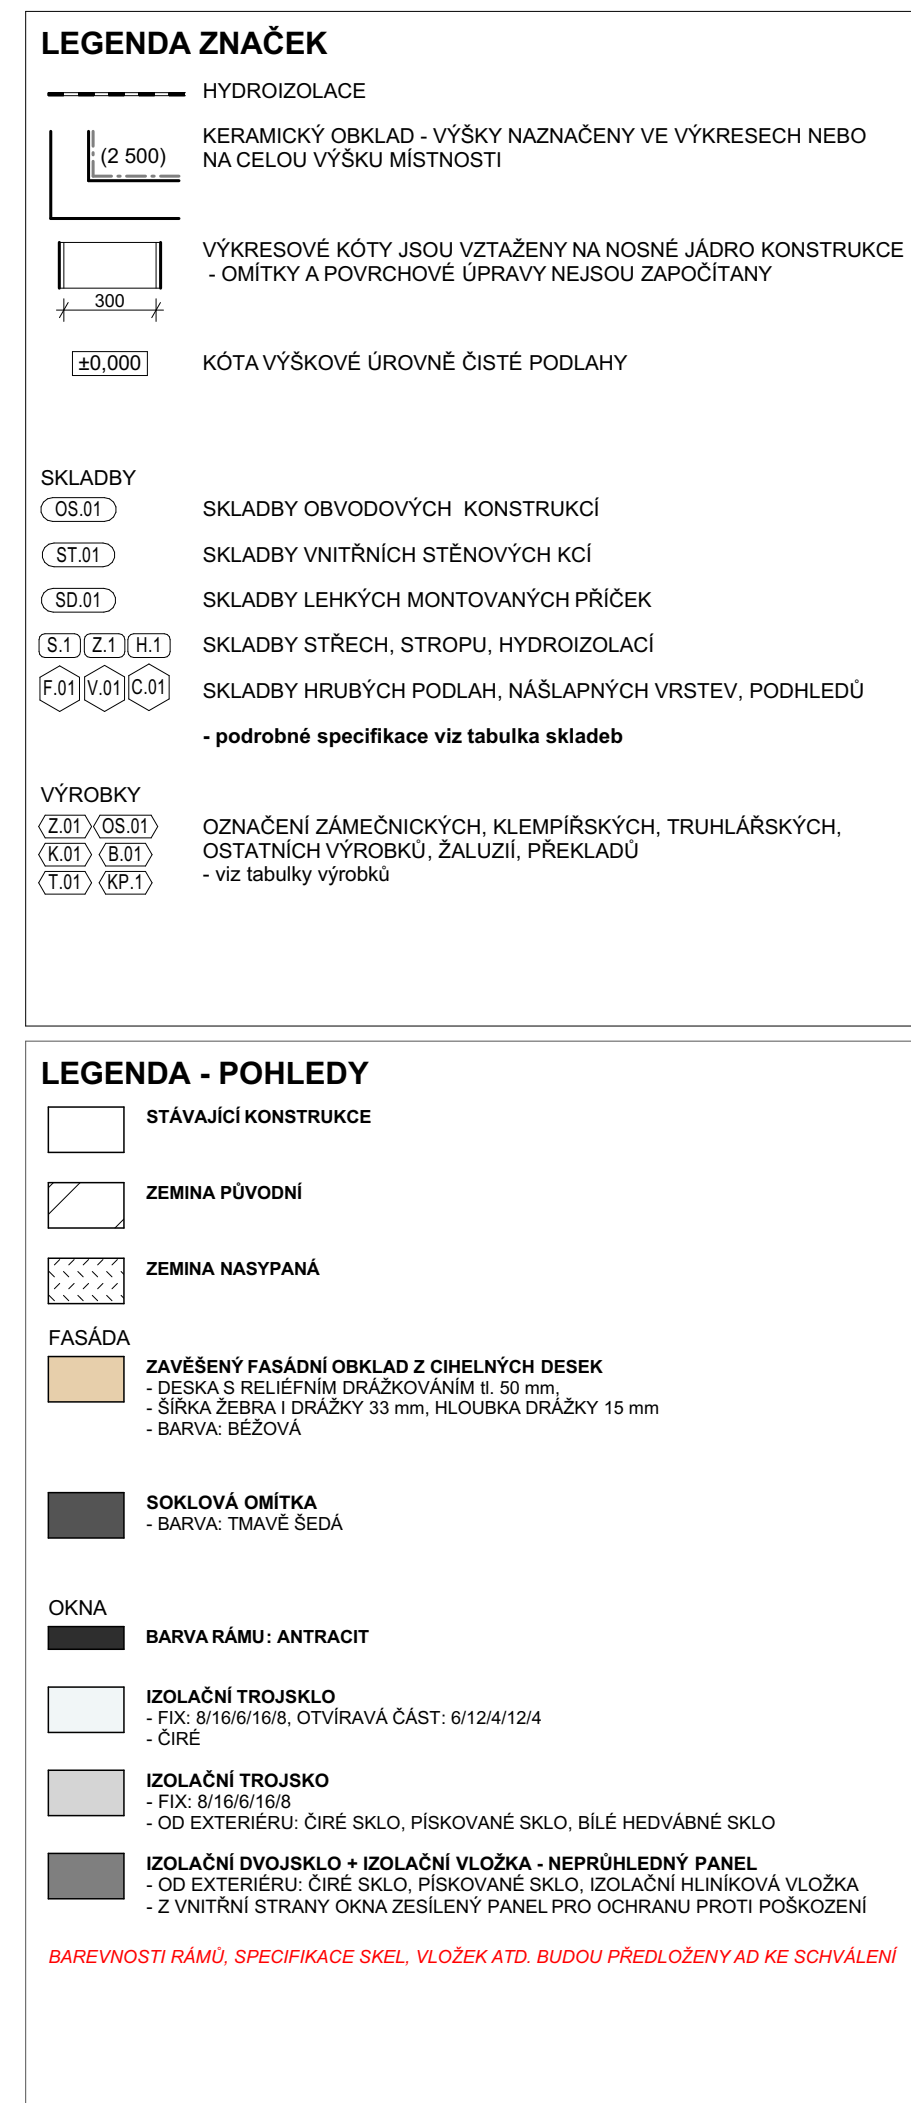 LEGENDA ZNAČEK
HYDROIZOLACE
(2 500)
KERAMICKÝ OBKLAD - VÝŠKY NAZNAČENY VE VÝKRESECH NEBO
NA CELOU VÝŠKU MÍSTNOSTI
300
VÝKRESOVÉ KÓTY JSOU VZTAŽENY NA NOSNÉ JÁDRO KONSTRUKCE
- OMÍTKY A POVRCHOVÉ ÚPRAVY NEJSOU ZAPOČÍTANY
±0,000 KÓTA VÝŠKOVÉ ÚROVNĚ ČISTÉ PODLAHY
SKLADBY
OS.01 SKLADBY OBVODOVÝCH KONSTRUKCÍ
ST.01 SKLADBY VNITŘNÍCH STĚNOVÝCH KCÍ
SD.01 SKLADBY LEHKÝCH MONTOVANÝCH PŘÍČEK
S.1 Z.1 H.1 SKLADBY STŘECH, STROPU, HYDROIZOLACÍ
F.01 V.01 C.01 SKLADBY HRUBÝCH PODLAH, NÁŠLAPNÝCH VRSTEV, PODHLEDŮ
- podrobné specifikace viz tabulka skladeb
VÝROBKY
Z.01 OS.01 OZNAČENÍ ZÁMEČNICKÝCH, KLEMPÍŘSKÝCH, TRUHLÁŘSKÝCH,
K.01 B.01 OSTATNÍCH VÝROBKŮ, ŽALUZIÍ, PŘEKLADŮ
T.01 KP.1 - viz tabulky výrobků
LEGENDA - POHLEDY
STÁVAJÍCÍ KONSTRUKCE
ZEMINA PŮVODNÍ
ZEMINA NASYPANÁ
FASÁDA
ZAVĚŠENÝ FASÁDNÍ OBKLAD Z CIHELNÝCH DESEK
- DESKA S RELIÉFNÍM DRÁŽKOVÁNÍM tl. 50 mm,
- ŠÍŘKA ŽEBRA I DRÁŽKY 33 mm, HLOUBKA DRÁŽKY 15 mm
- BARVA: BÉŽOVÁ
SOKLOVÁ OMÍTKA
- BARVA: TMAVĚ ŠEDÁ
OKNA
BARVA RÁMU: ANTRACIT
IZOLAČNÍ TROJSKLO
- FIX: 8/16/6/16/8, OTVÍRAVÁ ČÁST: 6/12/4/12/4
- ČIRÉ
IZOLAČNÍ TROJSKO
- FIX: 8/16/6/16/8
- OD EXTERIÉRU: ČIRÉ SKLO, PÍSKOVANÉ SKLO, BÍLÉ HEDVÁBNÉ SKLO
IZOLAČNÍ DVOJSKLO + IZOLAČNÍ VLOŽKA - NEPRŮHLEDNÝ PANEL
- OD EXTERIÉRU: ČIRÉ SKLO, PÍSKOVANÉ SKLO, IZOLAČNÍ HLINÍKOVÁ VLOŽKA
- Z VNITŘNÍ STRANY OKNA ZESÍLENÝ PANEL PRO OCHRANU PROTI POŠKOZENÍ
BAREVNOSTI RÁMŮ, SPECIFIKACE SKEL, VLOŽEK ATD. BUDOU PŘEDLOŽENY AD KE SCHVÁLENÍ